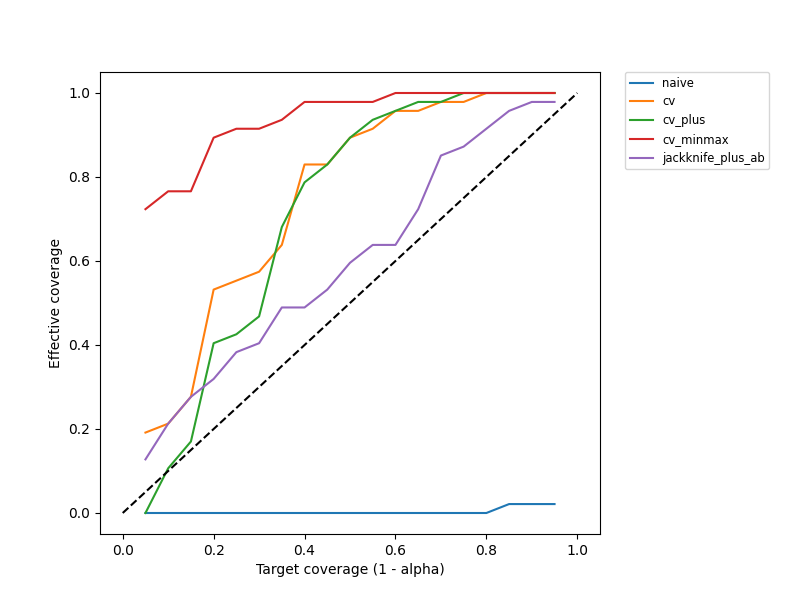 naive
cv
cv_plus
cv_minmax
jackknife_plus_ab
Effective coverage
1.0
0.8
0.6
0.4
0.2
0.0
0.0 0.2 0.4 0.6 0.8 1.0
Target coverage (1 - alpha)